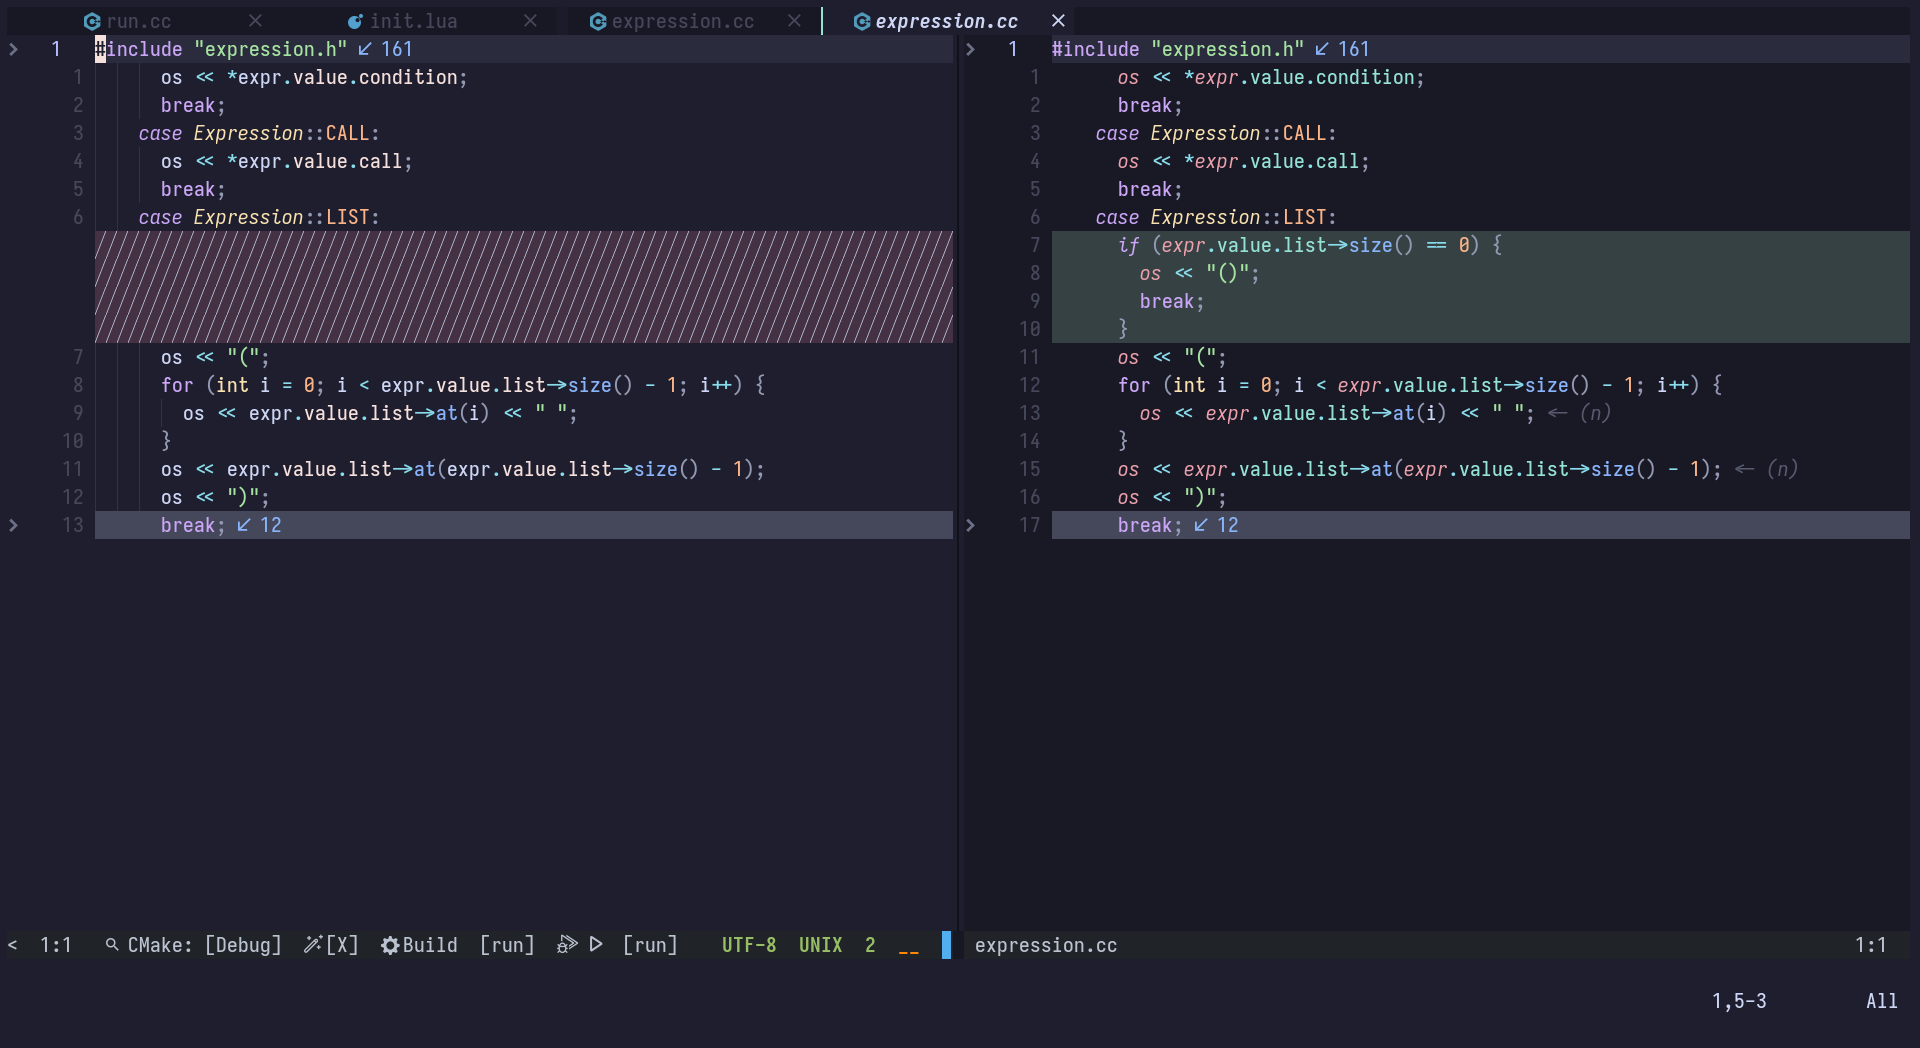 run.cc init.lua expression.cc expression.cc
1 #include "expression.h" ↙ 161
1 os << *expr.value.condition;
2 break;
3 case Expression::CALL:
4 os << *expr.value.call;
5 break;
6 case Expression::LIST:
7 os << "(";
8 for (int i = 0; i < expr.value.list->size() - 1; i++) {
9 os << expr.value.list->at(i) << " ";
10 }
11 os << expr.value.list->at(expr.value.list->size() - 1);
12 os << ")";
13 break; ↙ 12
1 #include "expression.h" ↙ 161
1 os << *expr.value.condition;
2 break;
3 case Expression::CALL:
4 os << *expr.value.call;
5 break;
6 case Expression::LIST:
7 if (expr.value.list->size() == 0) {
8 os << "()";
9 break;
10 }
11 os << "(";
12 for (int i = 0; i < expr.value.list->size() - 1; i++) {
13 os << expr.value.list->at(i) << " "; <- (n)
14 }
15 os << expr.value.list->at(expr.value.list->size() - 1); <- (n)
16 os << ")";
17 break; ↙ 12
< 1:1 CMake: [Debug] [X] Build [run] [run] UTF-8 UNIX 2 __
expression.cc 1:1
1,5-3 All